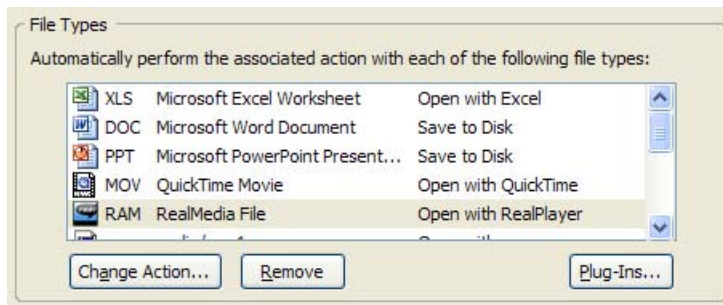 File Types
Automatically perform the associated action with each of the following file types:
XLS Microsoft Excel Worksheet Open with Excel
DOC Microsoft Word Document Save to Disk
PPT Microsoft PowerPoint Present... Save to Disk
MOV QuickTime Movie Open with QuickTime
RAM RealMedia File Open with RealPlayer
Change Action... Remove Plug-Ins...